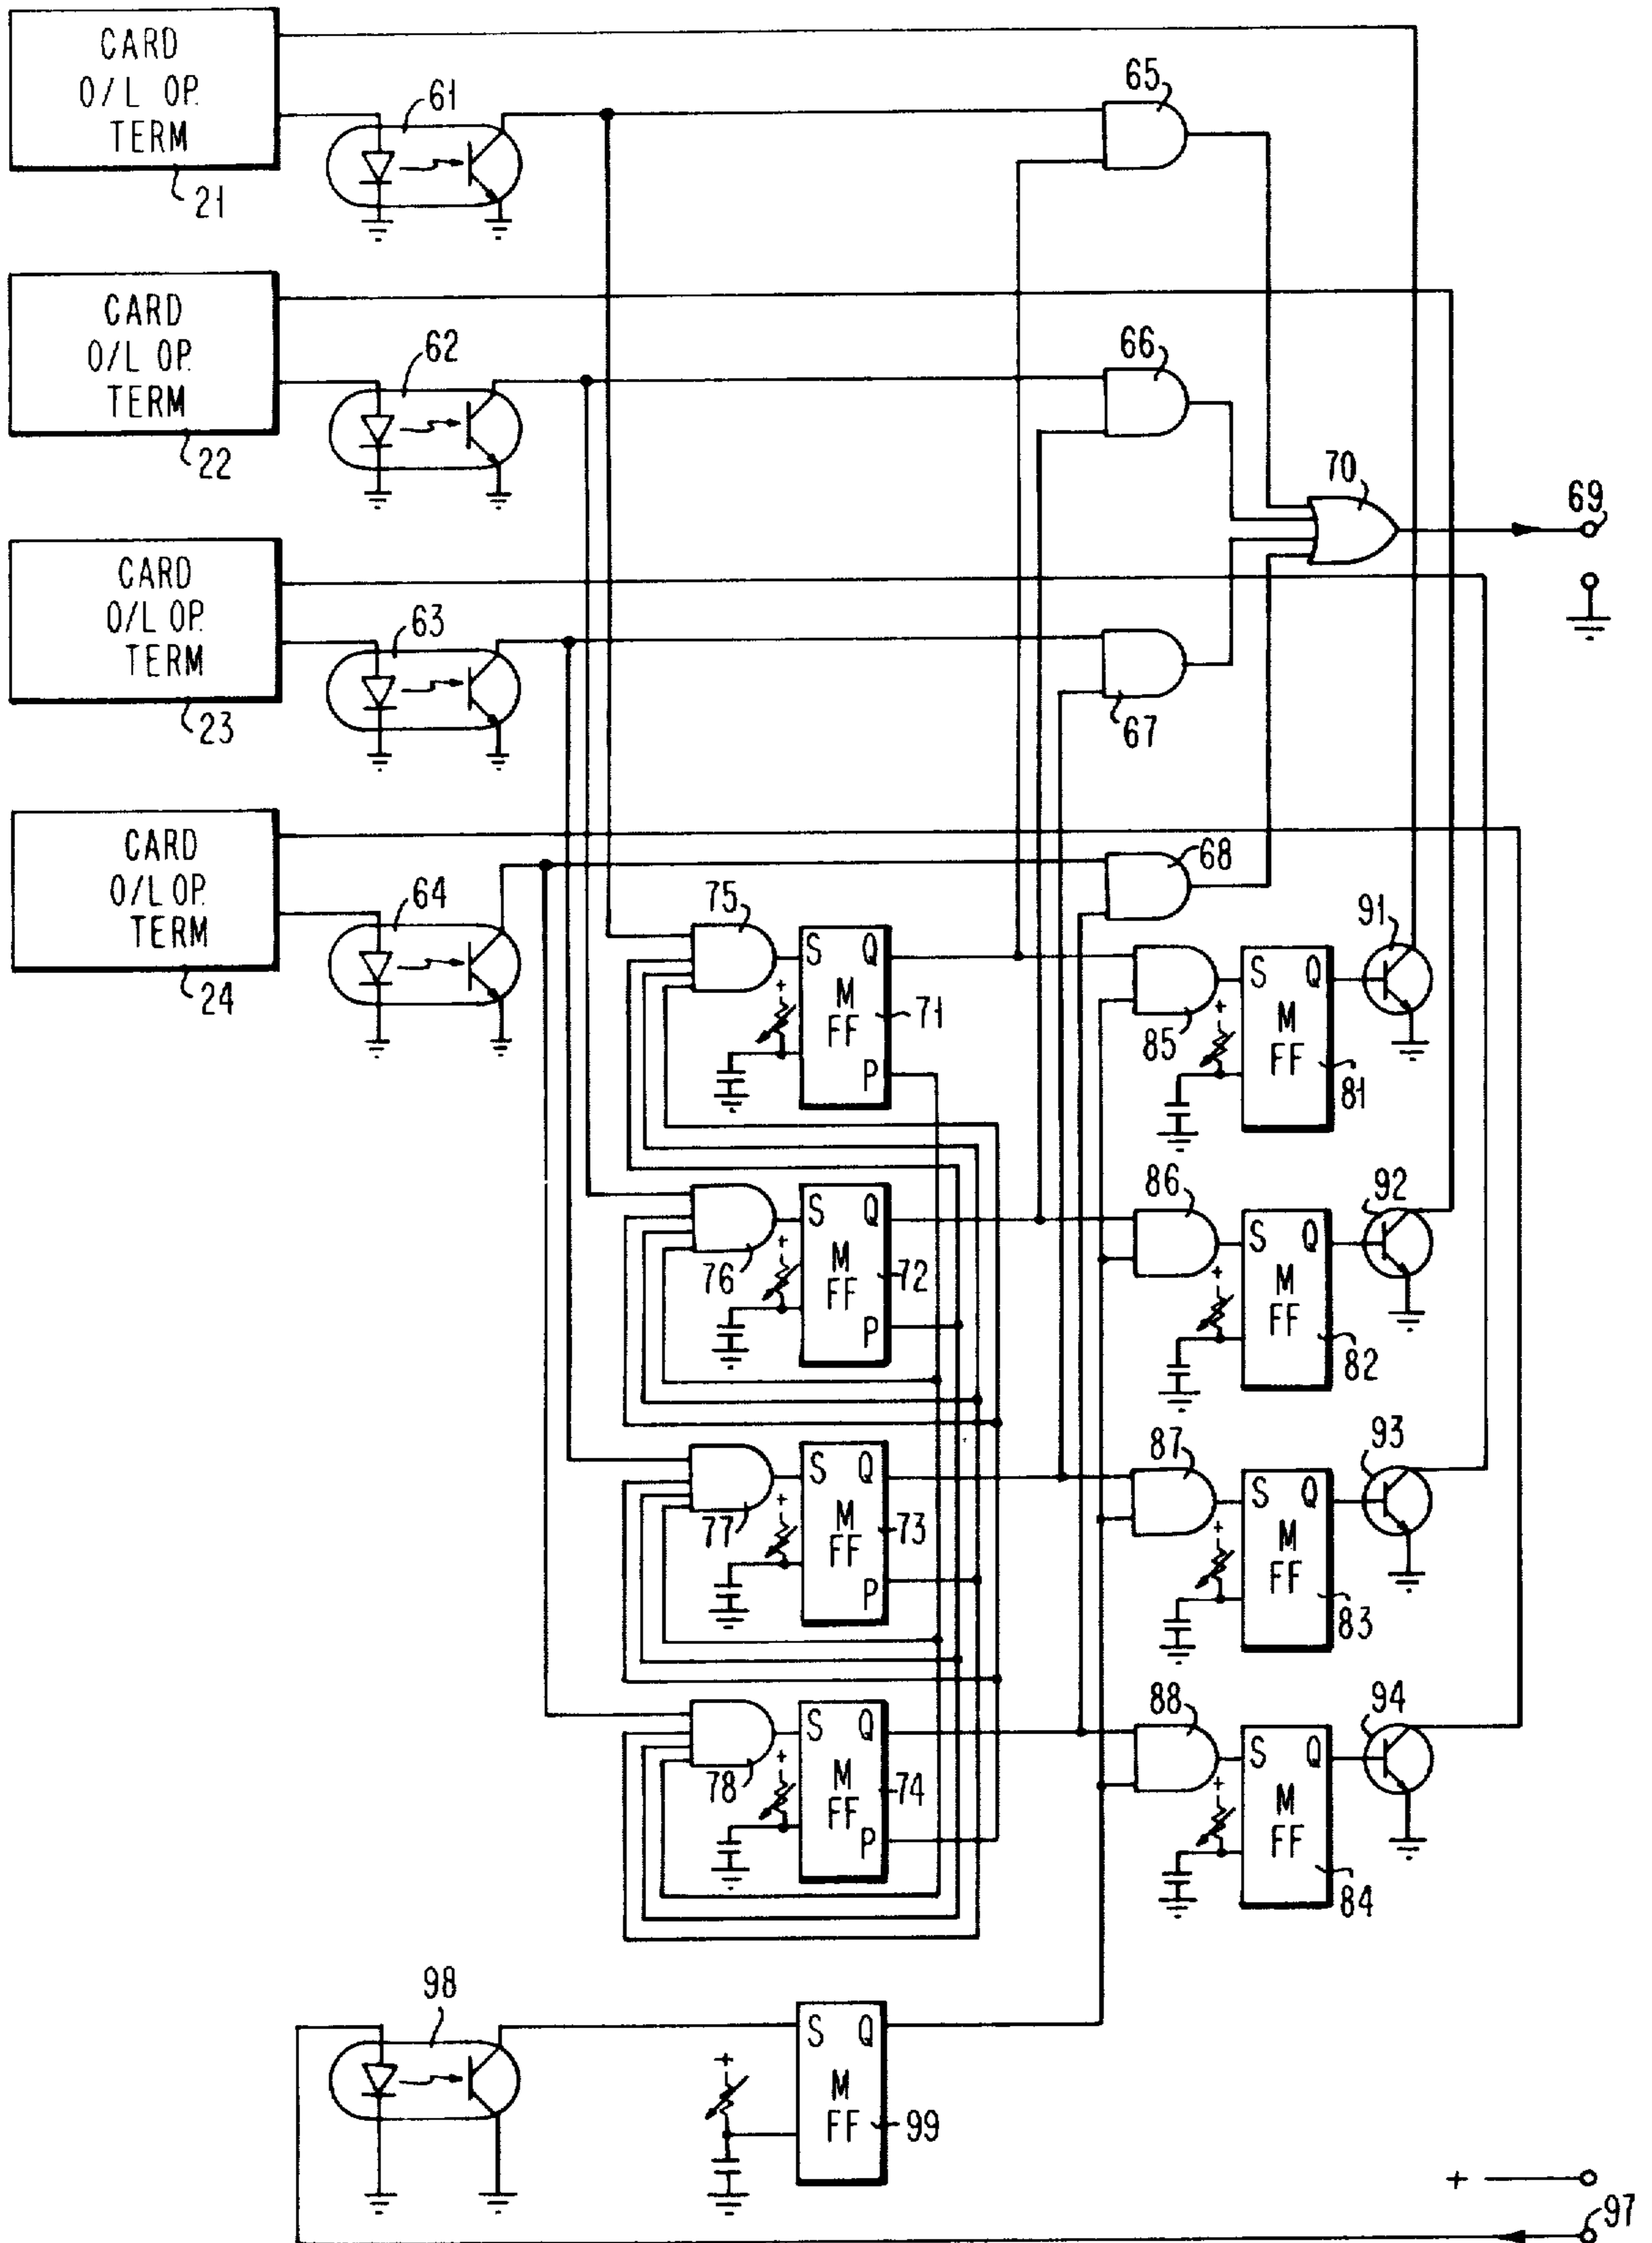 CARD
O/L OP.
TERM
21
61
65
CARD
O/L OP.
TERM
22
62
66
70
69
CARD
O/L OP.
TERM
23
63
67
CARD
O/L OP.
TERM
24
64
68
75
S Q
M
FF
P
71
+
85
S Q
M
FF
81
+
91
76
S Q
M
FF
P
72
+
86
S Q
M
FF
82
+
92
77
S Q
M
FF
P
73
+
87
S Q
M
FF
83
+
93
78
S Q
M
FF
P
74
+
88
S Q
M
FF
84
+
94
98
S Q
M
FF
99
+
+
97